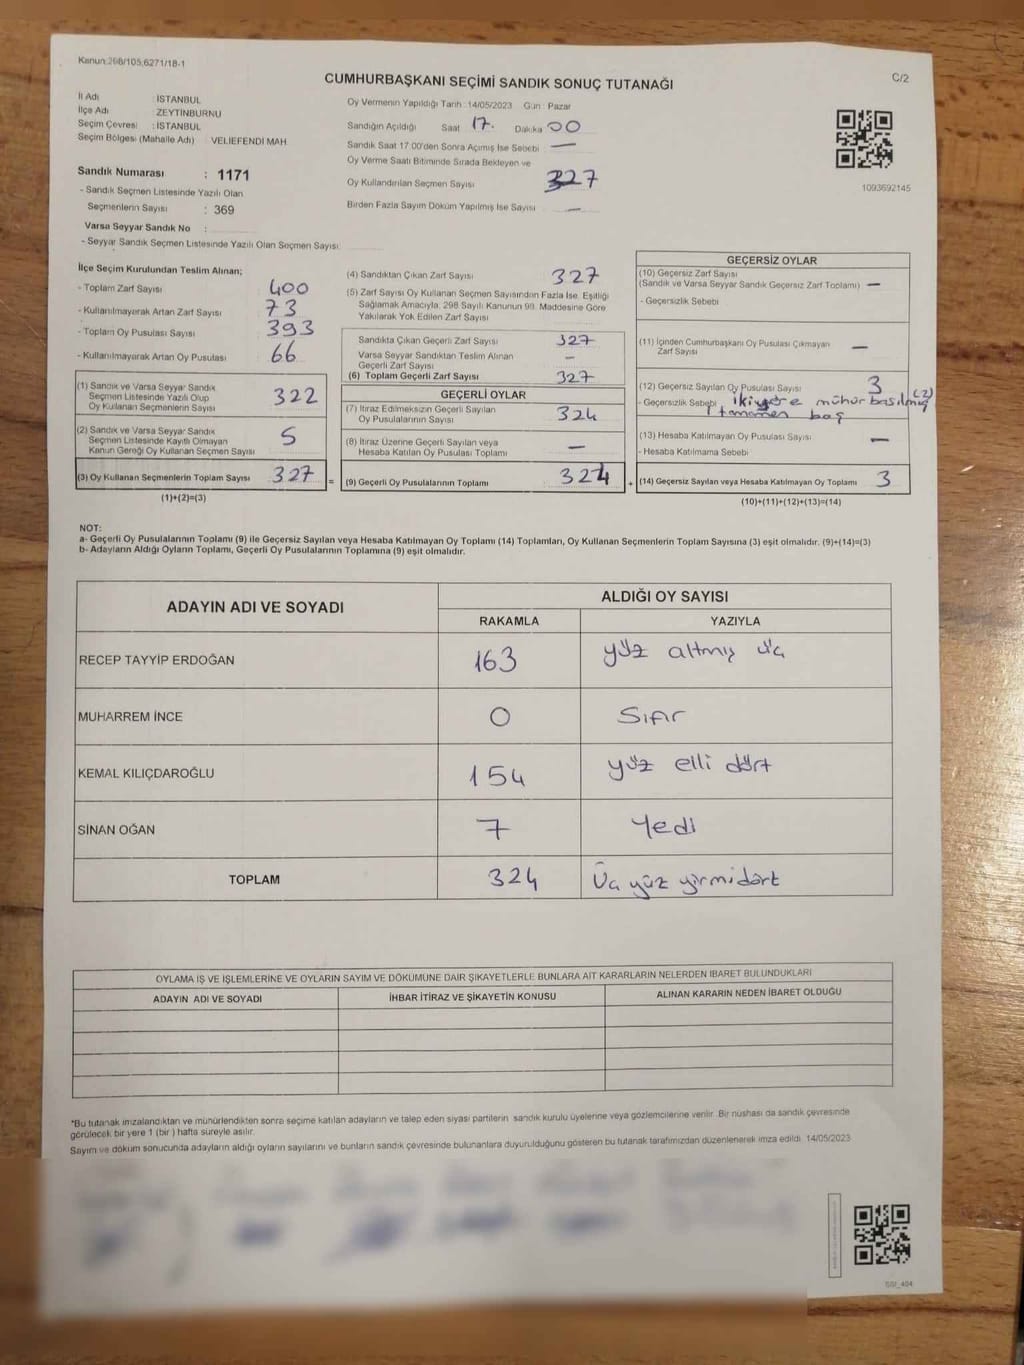 Kanun:298/105,6271/18-1
CUMHURBAŞKANI SEÇİMİ SANDIK SONUÇ TUTANAĞI
C/2
İl Adı : İSTANBUL
İlçe Adı : ZEYTİNBURNU
Seçim Çevresi : İSTANBUL
Seçim Bölgesi (Mahalle Adı) : VELİEFENDİ MAH
Sandık Numarası : 1171
- Sandık Seçmen Listesinde Yazılı Olan
Seçmenlerin Sayısı : 369
Varsa Seyyar Sandık No :
- Seyyar Sandık Seçmen Listesinde Yazılı Olan Seçmen Sayısı:
Oy Vermenin Yapıldığı Tarih : 14/05/2023 Gün : Pazar
Sandığın Açıldığı Saat 17. Dakika 00
Sandık Saat 17.00'den Sonra Açılmış İse Sebebi : —
Oy Verme Saati Bitiminde Sırada Bekleyen ve
Oy Kullandırılan Seçmen Sayısı 327
Birden Fazla Sayım Döküm Yapılmış İse Sayısı —
1093692145
İlçe Seçim Kurulundan Teslim Alınan;
- Toplam Zarf Sayısı : 400
- Kullanılmayarak Artan Zarf Sayısı : 73
- Toplam Oy Pusulası Sayısı : 393
- Kullanılmayarak Artan Oy Pusulası : 66
(1) Sandık ve Varsa Seyyar Sandık
Seçmen Listesinde Yazılı Olup
Oy Kullanan Seçmenlerin Sayısı 322
(2) Sandık ve Varsa Seyyar Sandık
Seçmen Listesinde Kayıtlı Olmayan
Kanun Gereği Oy Kullanan Seçmen Sayısı 5
(3) Oy Kullanan Seçmenlerin Toplam Sayısı 327 =
(1)+(2)=(3)
(4) Sandıktan Çıkan Zarf Sayısı 327
(5) Zarf Sayısı Oy Kullanan Seçmen Sayısından Fazla İse, Eşitliği
Sağlamak Amacıyla, 298 Sayılı Kanunun 98. Maddesine Göre
Yakılarak Yok Edilen Zarf Sayısı
Sandıkta Çıkan Geçerli Zarf Sayısı 327
Varsa Seyyar Sandıktan Teslim Alınan
Geçerli Zarf Sayısı —
(6) Toplam Geçerli Zarf Sayısı 327
GEÇERLİ OYLAR
(7) İtiraz Edilmeksizin Geçerli Sayılan
Oy Pusulalarının Sayısı 324
(8) İtiraz Üzerine Geçerli Sayılan veya
Hesaba Katılan Oy Pusulası Toplamı —
(9) Geçerli Oy Pusulalarının Toplamı 324 +
GEÇERSİZ OYLAR
(10) Geçersiz Zarf Sayısı
(Sandık ve Varsa Seyyar Sandık Geçersiz Zarf Toplamı) —
- Geçersizlik Sebebi
(11) İçinden Cumhurbaşkanı Oy Pusulası Çıkmayan
Zarf Sayısı —
(12) Geçersiz Sayılan Oy Pusulası Sayısı 3
- Geçersizlik Sebebi ikiyere mühür basılmış (2)
1 tamamen boş
(13) Hesaba Katılmayan Oy Pusulası Sayısı —
- Hesaba Katılmama Sebebi
(14) Geçersiz Sayılan veya Hesaba Katılmayan Oy Toplamı 3
(10)+(11)+(12)+(13)=(14)
NOT:
a- Geçerli Oy Pusulalarının Toplamı (9) ile Geçersiz Sayılan veya Hesaba Katılmayan Oy Toplamı (14) Toplamları, Oy Kullanan Seçmenlerin Toplam Sayısına (3) eşit olmalıdır. (9)+(14)=(3)
b- Adayların Aldığı Oyların Toplamı, Geçerli Oy Pusulalarının Toplamına (9) eşit olmalıdır.
ADAYIN ADI VE SOYADI
ALDIĞI OY SAYISI
RAKAMLA YAZIYLA
RECEP TAYYİP ERDOĞAN 163 yüz altmış üç
MUHARREM İNCE 0 Sıfır
KEMAL KILIÇDAROĞLU 154 yüz elli dört
SİNAN OĞAN 7 Yedi
TOPLAM 324 Üç yüz yirmidört
OYLAMA İŞ VE İŞLEMLERİNE VE OYLARIN SAYIM VE DÖKÜMÜNE DAİR ŞİKAYETLERLE BUNLARA AİT KARARLARIN NELERDEN İBARET BULUNDUKLARI
ADAYIN ADI VE SOYADI İHBAR İTİRAZ VE ŞİKAYETİN KONUSU ALINAN KARARIN NEDEN İBARET OLDUĞU
*Bu tutanak imzalandıktan ve mühürlendikten sonra seçime katılan adayların ve talep eden siyasi partilerin sandık kurulu üyelerine veya gözlemcilerine verilir. Bir nüshası da sandık çevresinde
görülecek bir yere 1 (bir) hafta süreyle asılır.
Sayım ve döküm sonucunda adayların aldığı oyların sayılarını ve bunların sandık çevresinde bulunanlara duyurulduğunu gösteren bu tutanak tarafımızdan düzenlenerek imza edildi. 14/05/2023